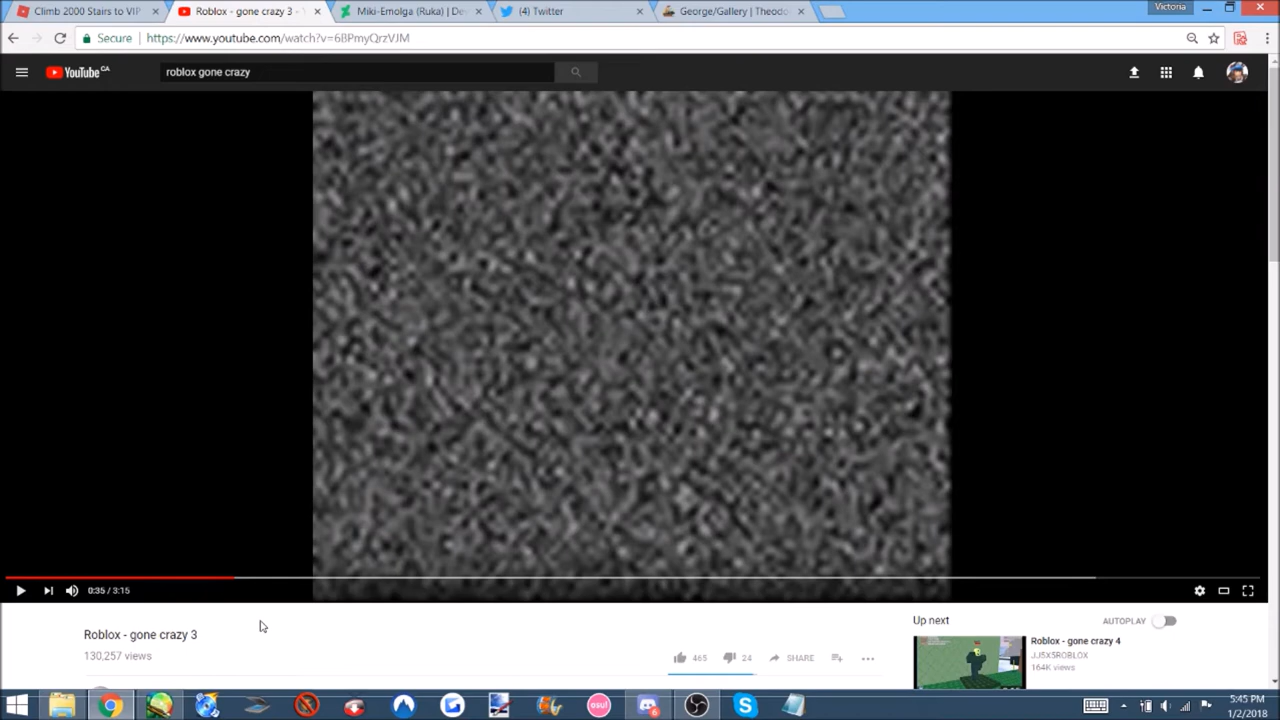 Climb 2000 Stairs to VIP
Roblox - gone crazy 3 -
Miki-Emolga (Ruka) | De
(4) Twitter
George/Gallery | Theodo
Victoria
Secure
https://www.youtube.com/watch?v=6BPmyQrzVJM
YouTube CA
roblox gone crazy
0:35 / 3:15
Roblox - gone crazy 3
130,257 views
465
24
SHARE
Up next
AUTOPLAY
Roblox - gone crazy 4
JJ5X5ROBLOX
164K views
osu!
6
5:45 PM
1/2/2018